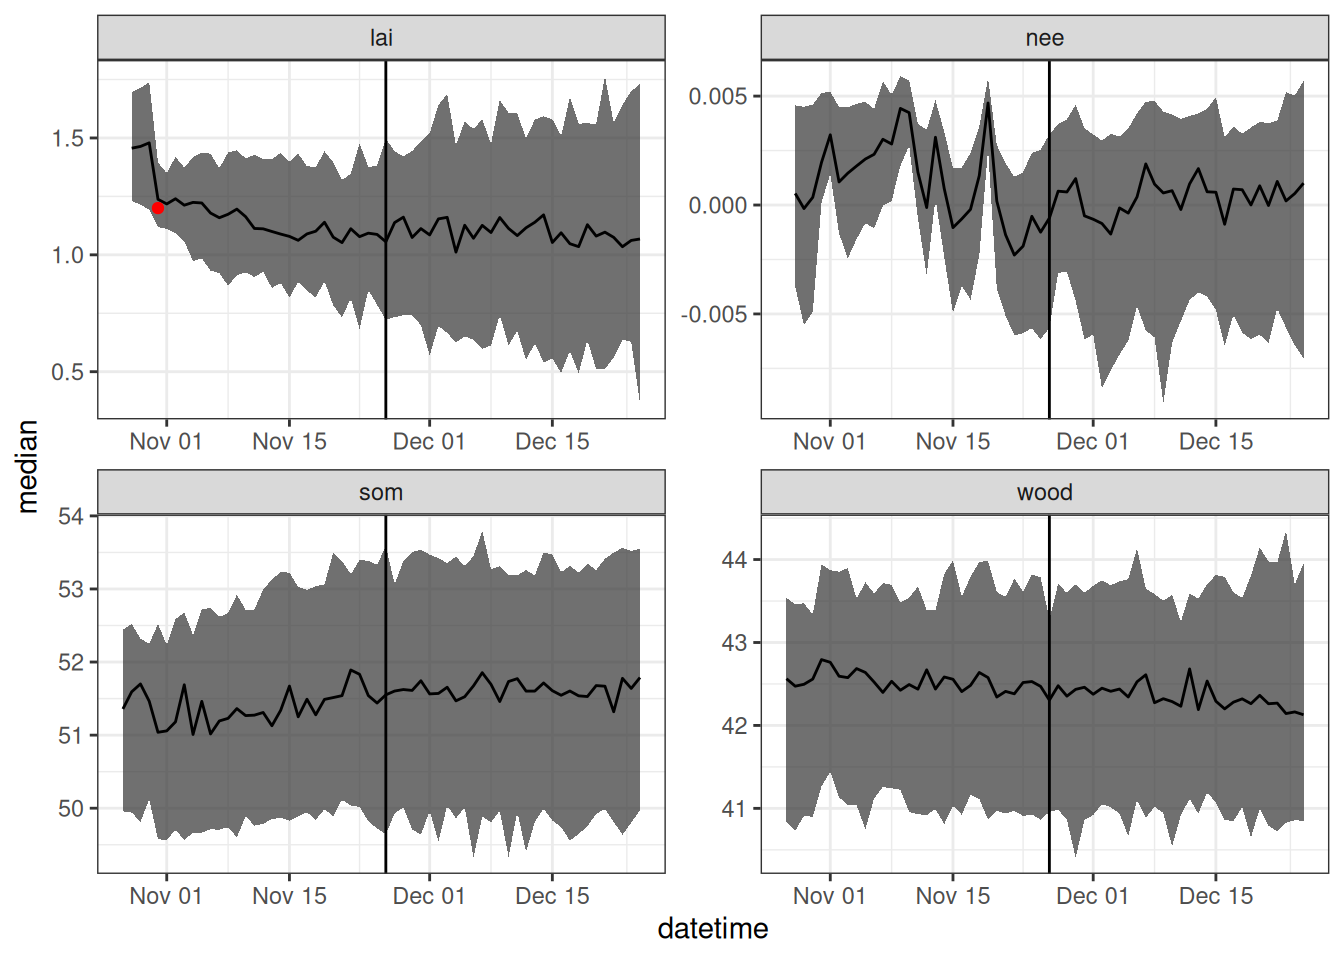 lai
nee
1.5
1.0
0.5
0.005
0.000
-0.005
Nov 01 Nov 15 Dec 01 Dec 15
Nov 01 Nov 15 Dec 01 Dec 15
median
som
wood
54
53
52
51
50
44
43
42
41
Nov 01 Nov 15 Dec 01 Dec 15
Nov 01 Nov 15 Dec 01 Dec 15
datetime